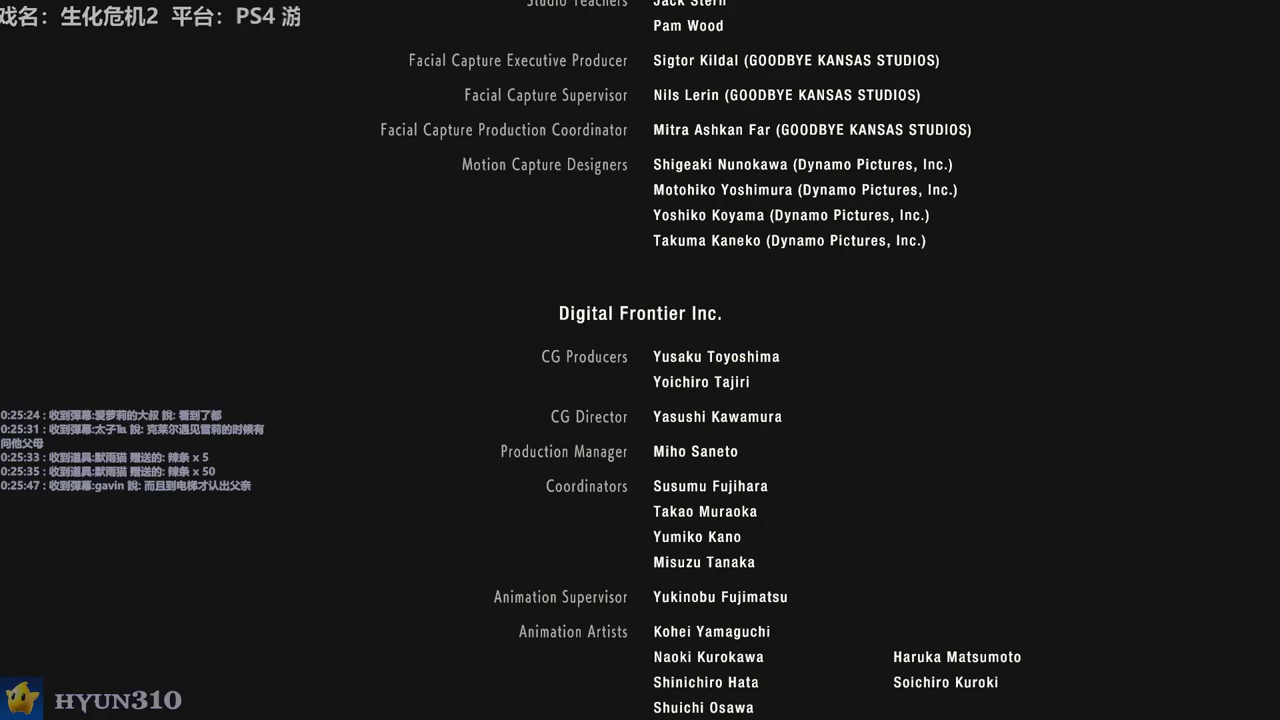 戏名：生化危机2 平台：PS4 游
Studio Teachers Jack Stern
Pam Wood
Facial Capture Executive Producer Sigtor Kildal (GOODBYE KANSAS STUDIOS)
Facial Capture Supervisor Nils Lerin (GOODBYE KANSAS STUDIOS)
Facial Capture Production Coordinator Mitra Ashkan Far (GOODBYE KANSAS STUDIOS)
Motion Capture Designers Shigeaki Nunokawa (Dynamo Pictures, Inc.)
Motohiko Yoshimura (Dynamo Pictures, Inc.)
Yoshiko Koyama (Dynamo Pictures, Inc.)
Takuma Kaneko (Dynamo Pictures, Inc.)
Digital Frontier Inc.
CG Producers Yusaku Toyoshima
Yoichiro Tajiri
CG Director Yasushi Kawamura
Production Manager Miho Saneto
Coordinators Susumu Fujihara
Takao Muraoka
Yumiko Kano
Misuzu Tanaka
Animation Supervisor Yukinobu Fujimatsu
Animation Artists Kohei Yamaguchi
Naoki Kurokawa Haruka Matsumoto
Shinichiro Hata Soichiro Kuroki
Shuichi Osawa
0:25:24 : 收到彈幕:爱萝莉的大叔 說: 看到了都
0:25:31 : 收到彈幕:太子 說: 克莱尔遇见雪莉的时候有
问他父母
0:25:33 : 收到道具:默雨猫 赠送的: 辣条 x 5
0:25:35 : 收到道具:默雨猫 赠送的: 辣条 x 50
0:25:47 : 收到彈幕:gavin 說: 而且到电梯才认出父亲
HYUN310